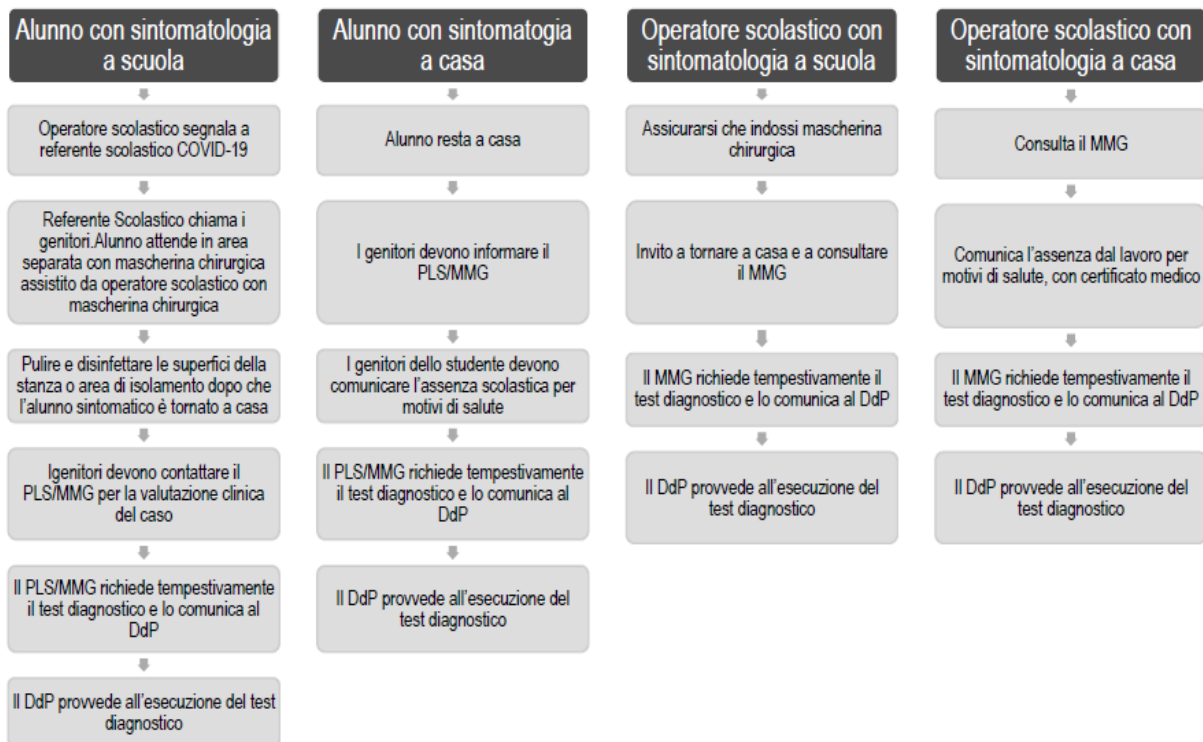 Alunno con sintomatologia
a scuola
Operatore scolastico segnala a
referente scolastico COVID-19
Referente Scolastico chiama i
genitori.Alunno attende in area
separata con mascherina chirurgica
assistito da operatore scolastico con
mascherina chirurgica
Pulire e disinfettare le superfici della
stanza o area di isolamento dopo che
l'alunno sintomatico è tornato a casa
Igenitori devono contattare il
PLS/MMG per la valutazione clinica
del caso
Il PLS/MMG richiede tempestivamente
il test diagnostico e lo comunica al
DdP
Il DdP provvede all'esecuzione del test
diagnostico
Alunno con sintomatogia
a casa
Alunno resta a casa
I genitori devono informare il
PLS/MMG
I genitori dello studente devono
comunicare l'assenza scolastica per
motivi di salute
Il PLS/MMG richiede tempestivamente
il test diagnostico e lo comunica al
DdP
Il DdP provvede all'esecuzione del
test diagnostico
Operatore scolastico con
sintomatologia a scuola
Assicurarsi che indossi mascherina
chirurgica
Invito a tornare a casa e a consultare
il MMG
Il MMG richiede tempestivamente il
test diagnostico e lo comunica al DdP
Il DdP provvede all'esecuzione del
test diagnostico
Operatore scolastico con
sintomatologia a casa
Consulta il MMG
Comunica l'assenza dal lavoro per
motivi di salute, con certificato medico
Il MMG richiede tempestivamente il
test diagnostico e lo comunica al DdP
Il DdP provvede all'esecuzione del
test diagnostico